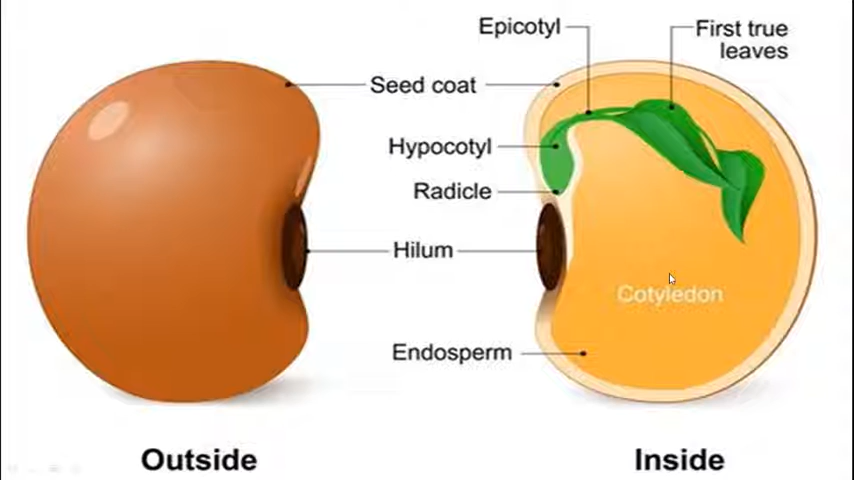 Epicotyl
First true
leaves
Seed coat
Hypocotyl
Radicle
Hilum
Cotyledon
Endosperm
Outside
Inside